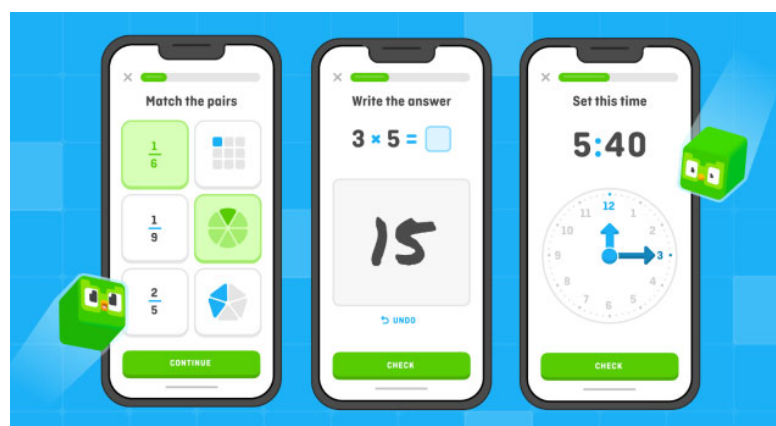 Match the pairs
1
6
1
9
2
5
CONTINUE
Write the answer
3 × 5 =
15
UNDO
CHECK
Set this time
5:40
12
1
2
3
4
5
6
7
8
9
10
11
CHECK